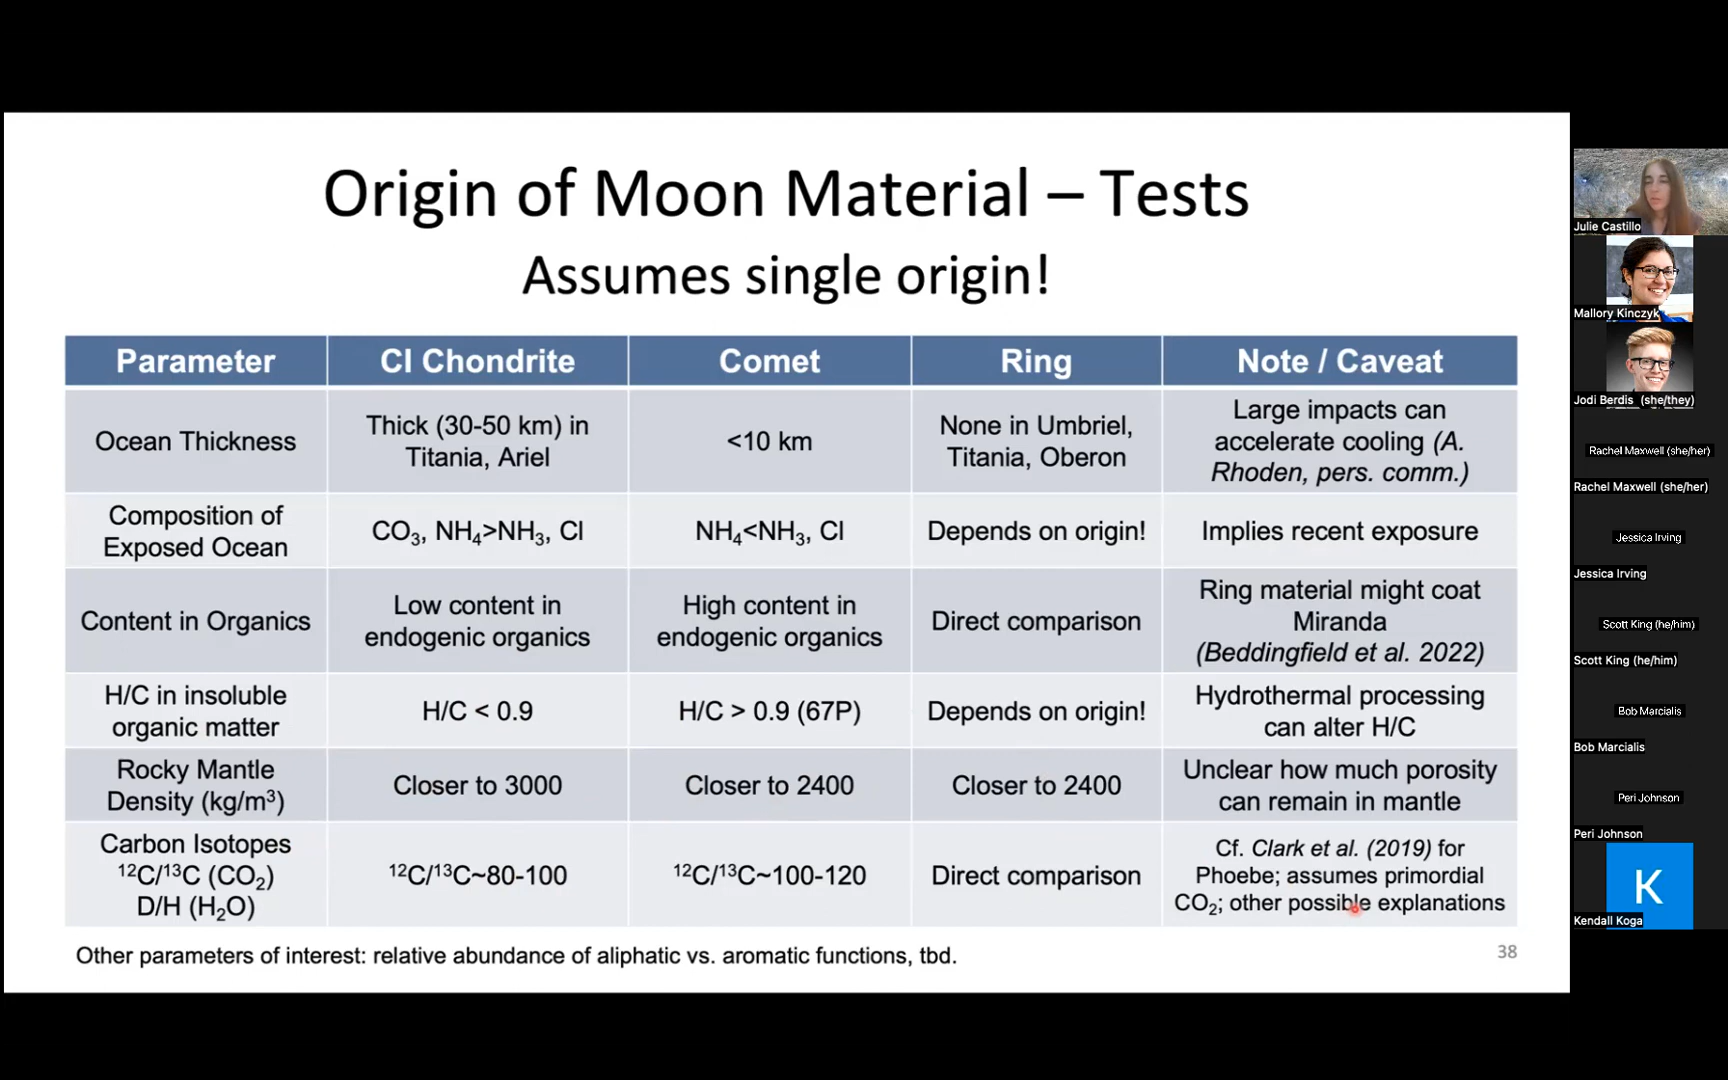 Origin of Moon Material – Tests
Assumes single origin!
Parameter
CI Chondrite
Comet
Ring
Note / Caveat
Ocean Thickness
Thick (30-50 km) in
Titania, Ariel
<10 km
None in Umbriel,
Titania, Oberon
Large impacts can
accelerate cooling (A.
Rhoden, pers. comm.)
Composition of
Exposed Ocean
CO₃, NH₄>NH₃, Cl
NH₄<NH₃, Cl
Depends on origin!
Implies recent exposure
Content in Organics
Low content in
endogenic organics
High content in
endogenic organics
Direct comparison
Ring material might coat
Miranda
(Beddingfield et al. 2022)
H/C in insoluble
organic matter
H/C < 0.9
H/C > 0.9 (67P)
Depends on origin!
Hydrothermal processing
can alter H/C
Rocky Mantle
Density (kg/m³)
Closer to 3000
Closer to 2400
Closer to 2400
Unclear how much porosity
can remain in mantle
Carbon Isotopes
¹²C/¹³C (CO₂)
D/H (H₂O)
¹²C/¹³C~80-100
¹²C/¹³C~100-120
Direct comparison
Cf. Clark et al. (2019) for
Phoebe; assumes primordial
CO₂; other possible explanations
Other parameters of interest: relative abundance of aliphatic vs. aromatic functions, tbd.
38
Julie Castillo
Mallory Kinczyk
Jodi Berdis (she/they)
Rachel Maxwell (she/her)
Rachel Maxwell (she/her)
Jessica Irving
Jessica Irving
Scott King (he/him)
Scott King (he/him)
Bob Marcialis
Bob Marcialis
Peri Johnson
Peri Johnson
K
Kendall Koga